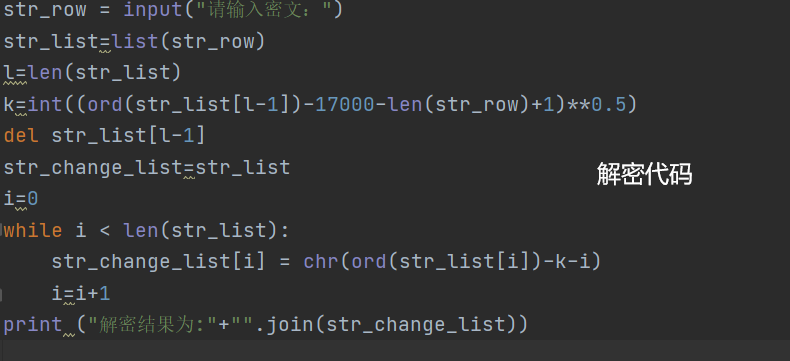 str_row = input("请输入密文：")
str_list=list(str_row)
l=len(str_list)
k=int((ord(str_list[l-1])-17000-len(str_row)+1)**0.5)
del str_list[l-1]
str_change_list=str_list
解密代码
i=0
while i < len(str_list):
    str_change_list[i] = chr(ord(str_list[i])-k-i)
    i=i+1
print ("解密结果为:"+"".join(str_change_list))